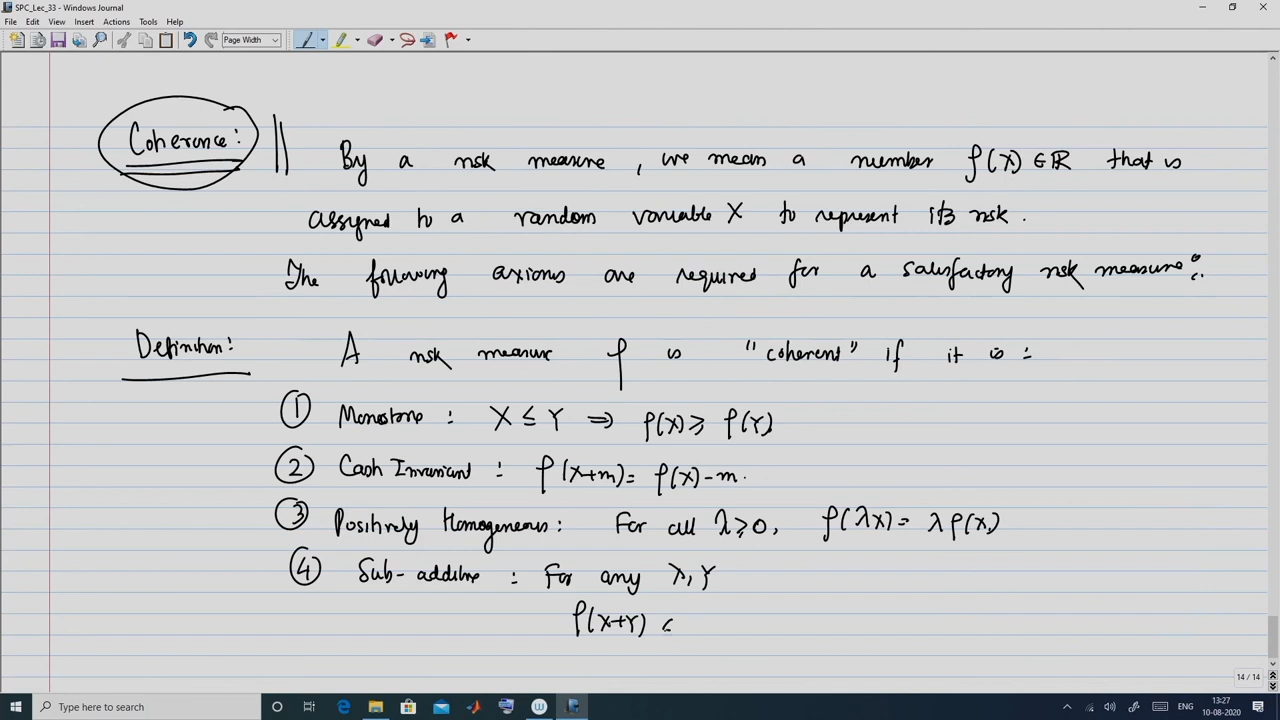 SPC_Lec_33 - Windows Journal
File Edit View Insert Actions Tools Help
Page Width
Coherence: By a risk measure, we mean a number ρ(X) ∈ ℝ that is
assigned to a random variable X to represent its risk.
The following axioms are required for a satisfactory risk measure:
Definition: A risk measure ρ is "coherent" if it is :
① Monotone : X ≤ Y ⇒ ρ(X) ≥ ρ(Y)
② Cash Invariant : ρ(X+m) = ρ(X) - m.
③ Positively Homogeneous : For all λ ≥ 0, ρ(λX) = λρ(X)
④ Sub-additive : For any X, Y
ρ(X+Y)
14 / 14
Type here to search
ENG
13:27
10-08-2020